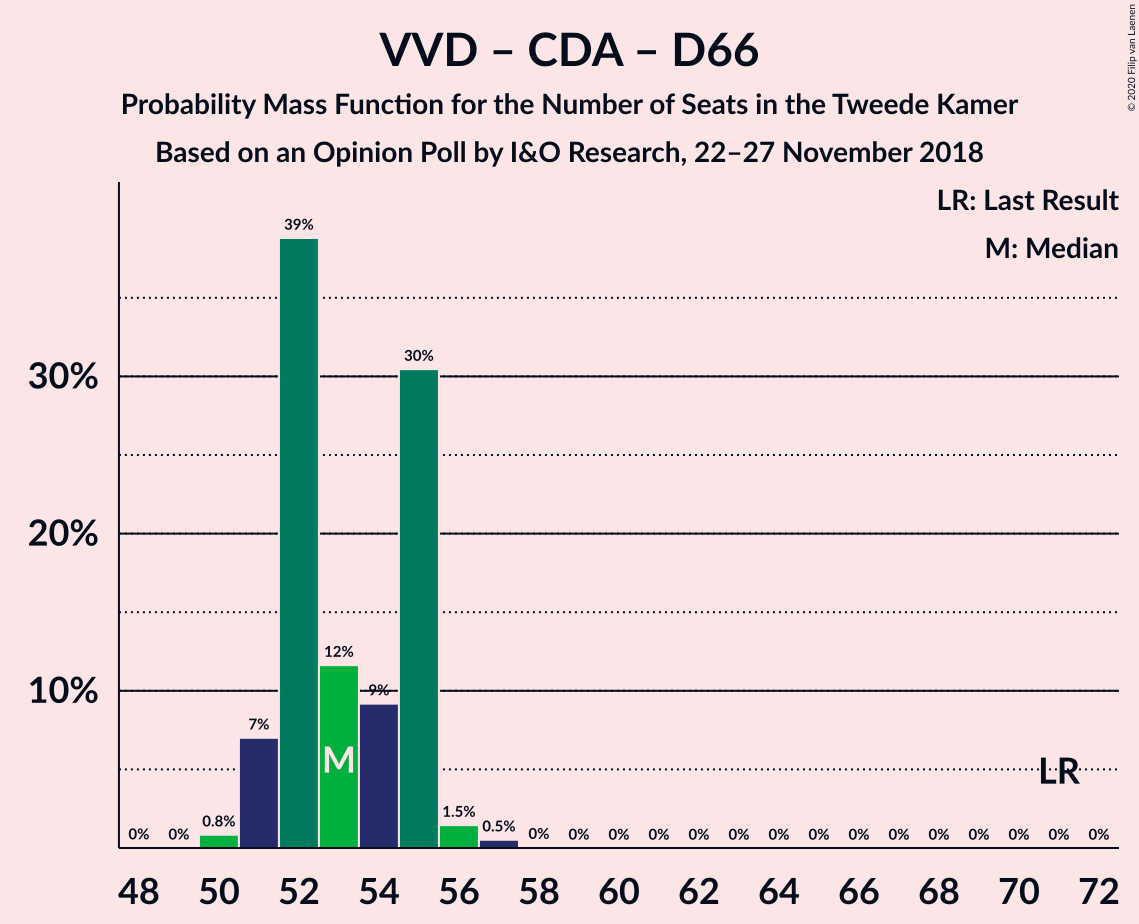 VVD – CDA – D66
Probability Mass Function for the Number of Seats in the Tweede Kamer
Based on an Opinion Poll by I&O Research, 22–27 November 2018
© 2020 Filip van Laenen
LR: Last Result
M: Median
39%
30%
30%
20%
12%
10%
9%
7%
M
LR
0% 0% 0.8% 1.5% 0.5% 0% 0% 0% 0% 0% 0% 0% 0% 0% 0% 0% 0% 0% 0%
48 50 52 54 56 58 60 62 64 66 68 70 72